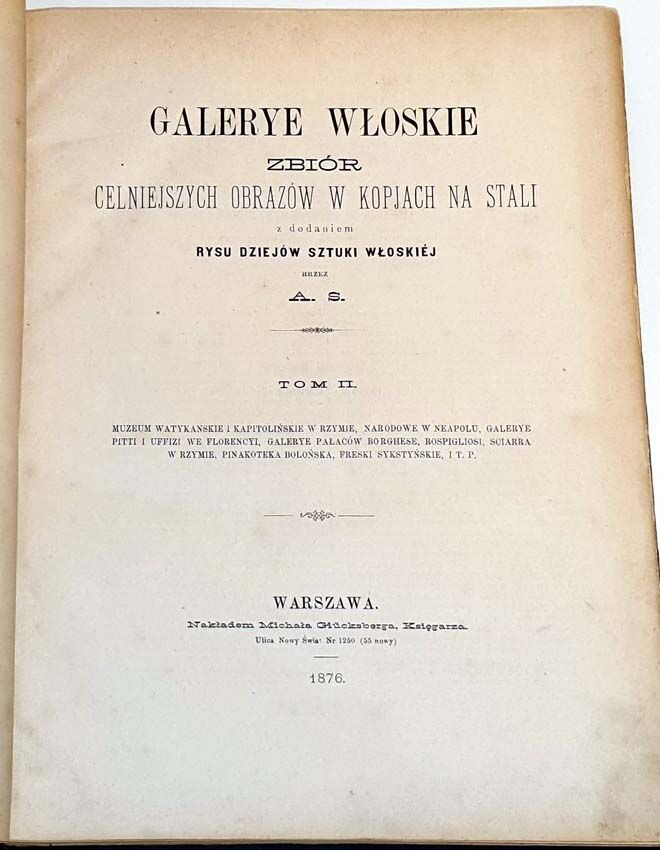 GALERYE WŁOSKIE
ZBIÓR
CELNIEJSZYCH OBRAZÓW W KOPJACH NA STALI
z dodaniem
RYSU DZIEJÓW SZTUKI WŁOSKIÉJ
PRZEZ
A. S.
TOM II.
MUZEUM WATYKANSKIE I KAPITOLIŃSKIE W RZYMIE, NARODOWE W NEAPOLU, GALERYE
PITTI I UFFIZI WE FLORENCYI, GALERYE PAŁACÓW BORGHESE, ROSPIGLIOSI, SCIARRA
W RZYMIE, PINAKOTEKA BOLOŃSKA, FRESKI SYKSTYŃSKIE, I T. P.
WARSZAWA.
Nakładem Michała Glücksberga, Księgarza.
Ulica Nowy Świat Nr 1250 (55 nowy)
1876.